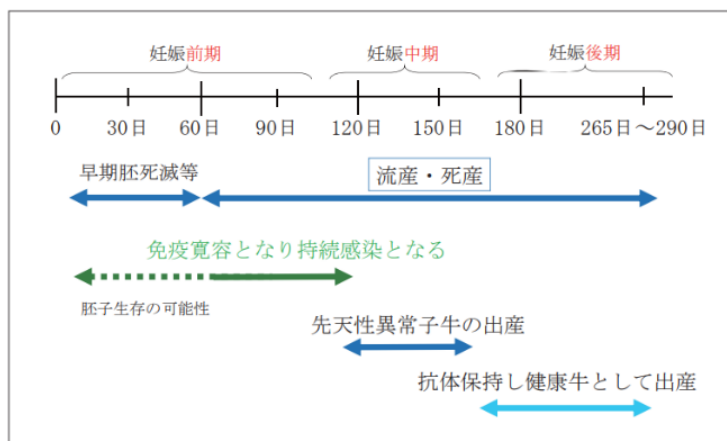 妊娠前期 妊娠中期 妊娠後期
0 30日 60日 90日 120日 150日 180日 265日～290日
早期胚死滅等 流産・死産
免疫寛容となり持続感染となる
胚子生存の可能性
先天性異常子牛の出産
抗体保持し健康牛として出産